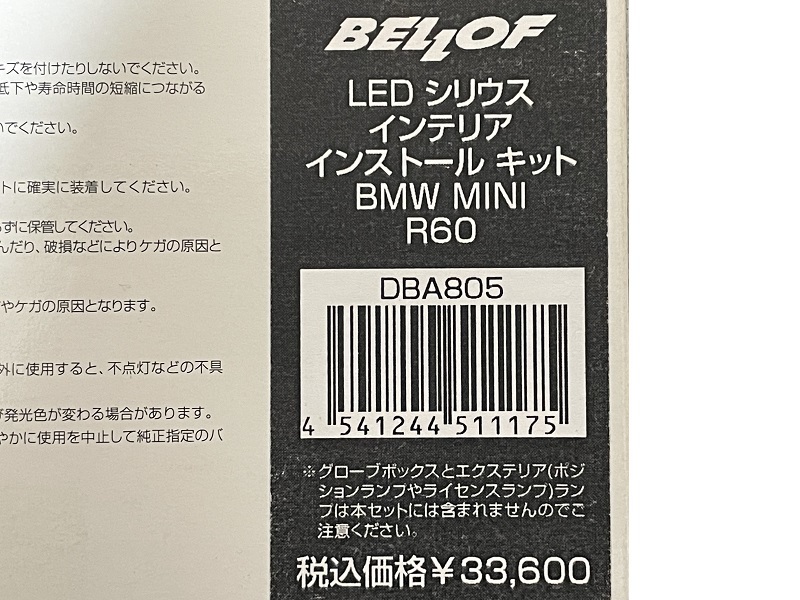 キズを付けたりしないでください。
低下や寿命時間の短縮につながる
いでください。
トに確実に装着してください。
らずに保管してください。
んだり、破損などによりケガの原因と
やケガの原因となります。
外に使用すると、不点灯などの不具
発光色が変わる場合があります。
やかに使用を中止して純正指定のバ
BELLOF
LED シリウス
インテリア
インストール キット
BMW MINI
R60
DBA805
4 541244 511175
※グローブボックスとエクステリア(ポジ
ションランプやライセンスランプ)ラン
プは本セットには含まれませんのでご
注意ください。
税込価格￥33,600